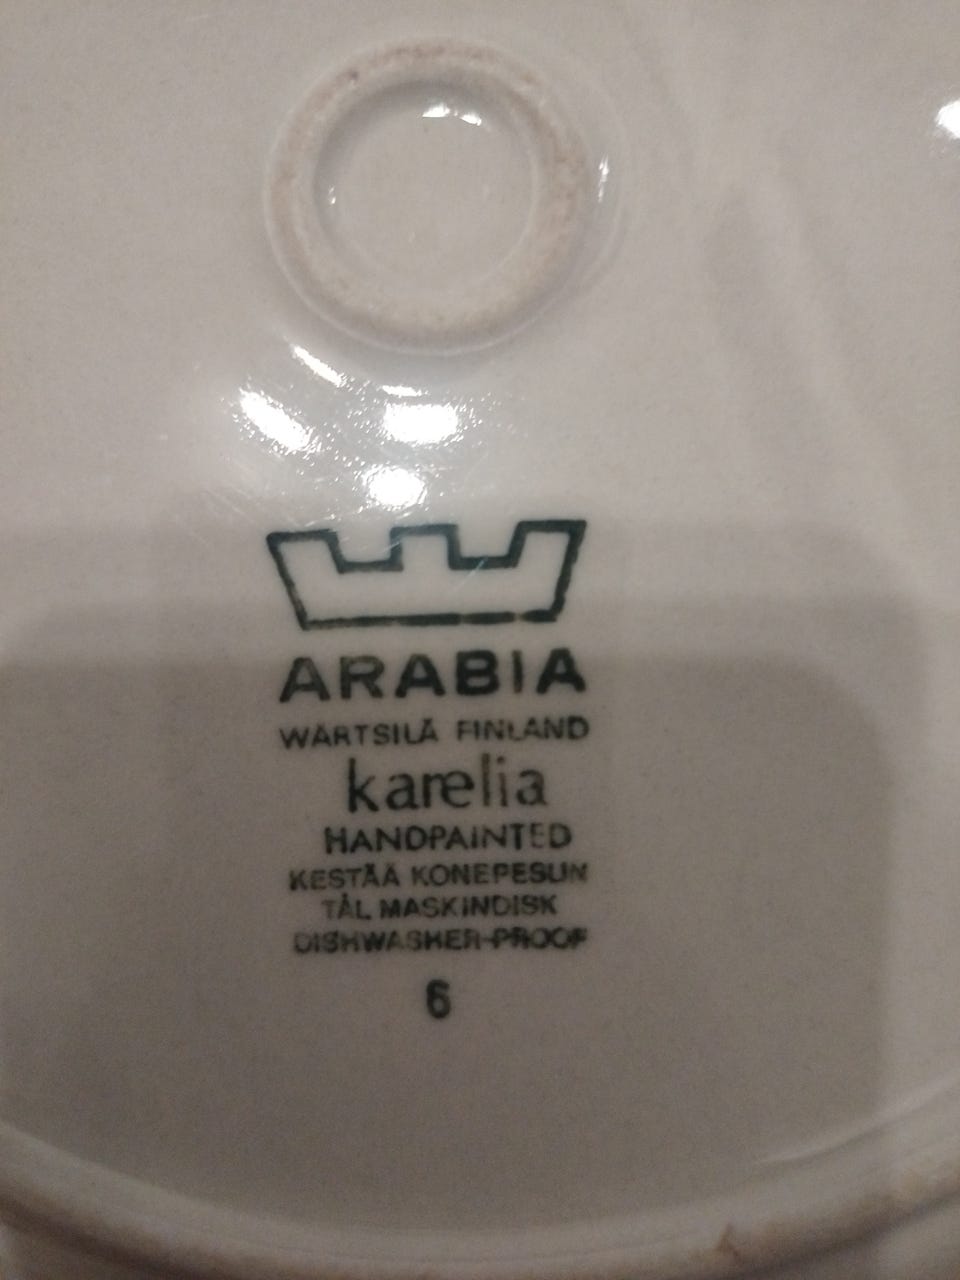 ARABIA
WÄRTSILÄ FINLAND
karelia
HANDPAINTED
KESTÄÄ KONEPESUN
TÅL MASKINDISK
DISHWASHER-PROOF
6